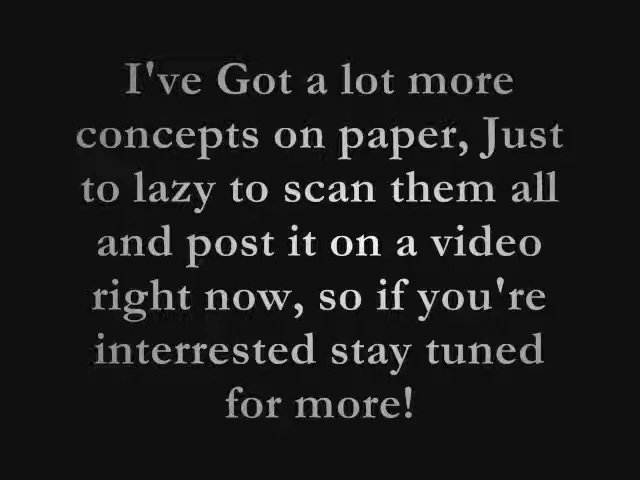 I've Got a lot more
concepts on paper, Just
to lazy to scan them all
and post it on a video
right now, so if you're
interrested stay tuned
for more!